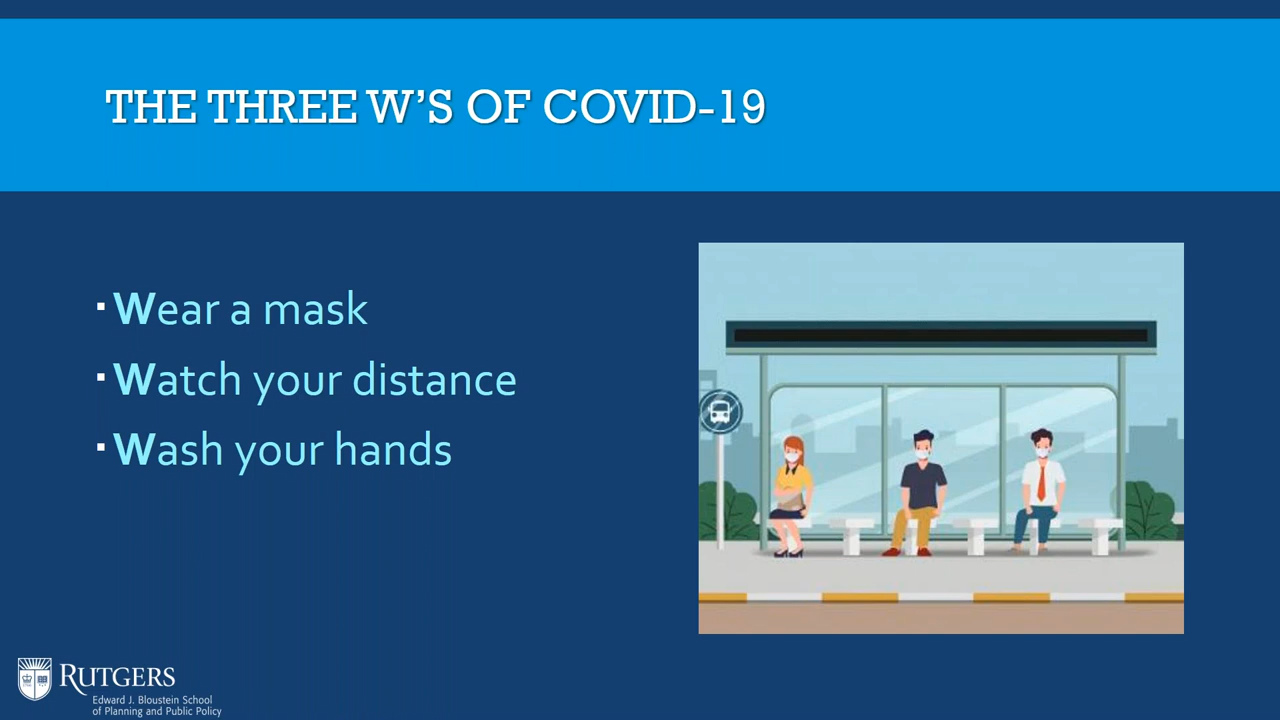 THE THREE W'S OF COVID-19
Wear a mask
Watch your distance
Wash your hands
RUTGERS
Edward J. Bloustein School
of Planning and Public Policy